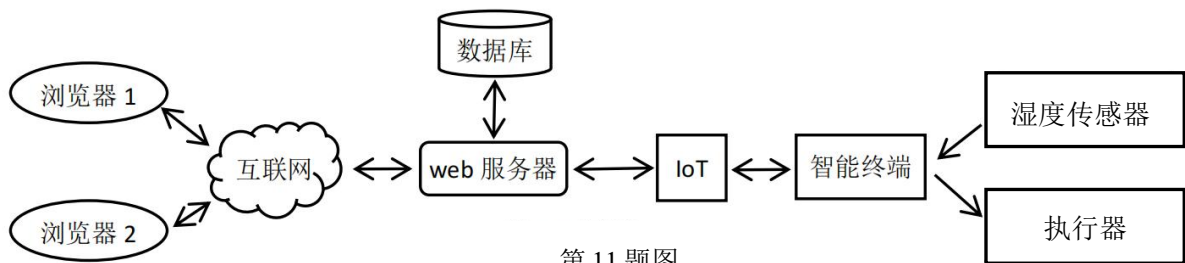 数据库
浏览器 1
互联网
web 服务器
IoT
智能终端
湿度传感器
浏览器 2
执行器
第 11 题图